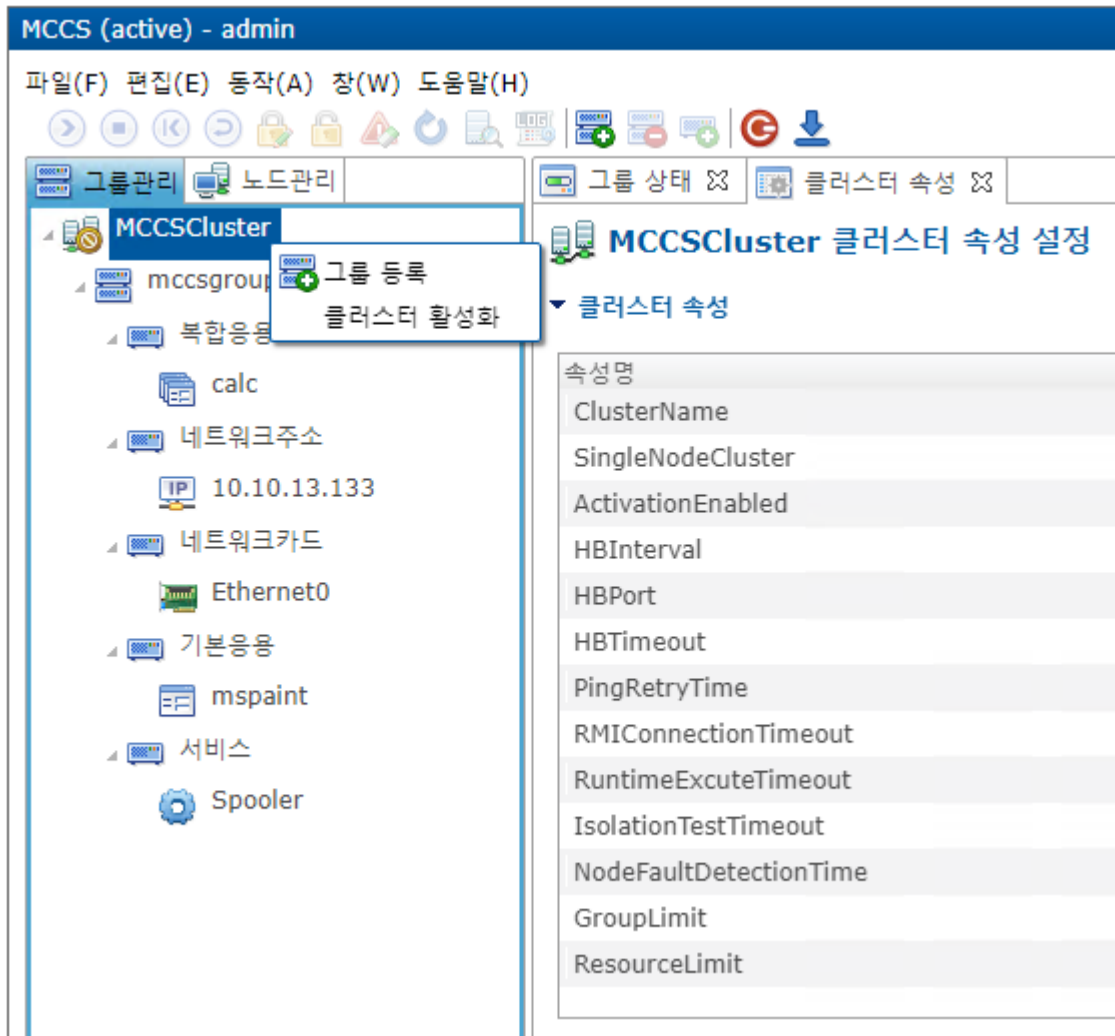 MCCS (active) - admin
파일(F) 편집(E) 동작(A) 창(W) 도움말(H)
그룹관리 노드관리
MCCSCluster
mccsgroup
그룹 등록
클러스터 활성화
복합응용
calc
네트워크주소
IP 10.10.13.133
네트워크카드
Ethernet0
기본응용
mspaint
서비스
Spooler
그룹 상태 클러스터 속성
MCCSCluster 클러스터 속성 설정
클러스터 속성
속성명
ClusterName
SingleNodeCluster
ActivationEnabled
HBInterval
HBPort
HBTimeout
PingRetryTime
RMIConnectionTimeout
RuntimeExcuteTimeout
IsolationTestTimeout
NodeFaultDetectionTime
GroupLimit
ResourceLimit